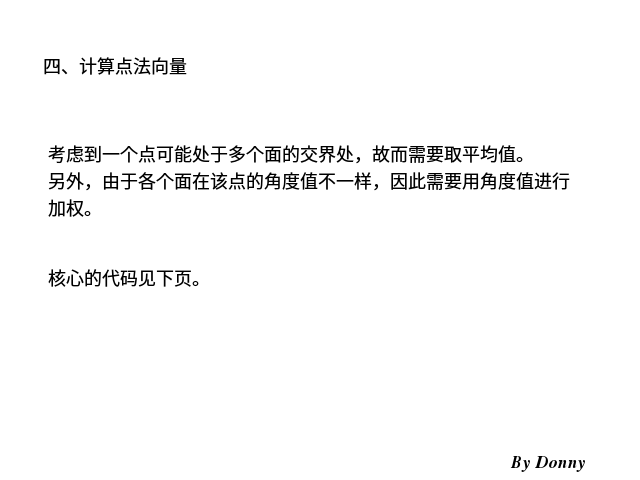 四、计算点法向量
考虑到一个点可能处于多个面的交界处，故而需要取平均值。
另外，由于各个面在该点的角度值不一样，因此需要用角度值进行
加权。
核心的代码见下页。
By Donny